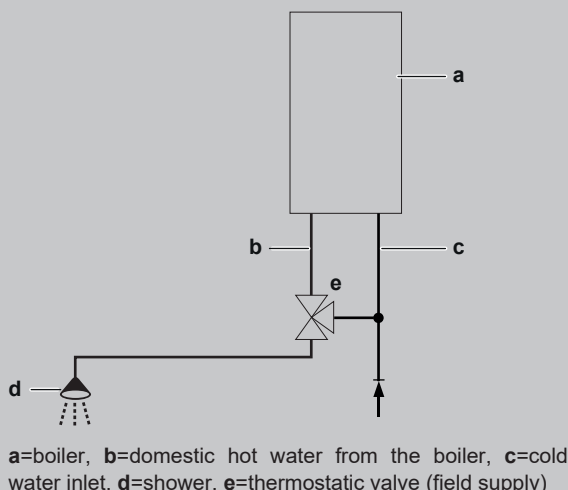 a
b
c
e
d
a=boiler, b=domestic hot water from the boiler, c=cold
water inlet, d=shower, e=thermostatic valve (field supply)